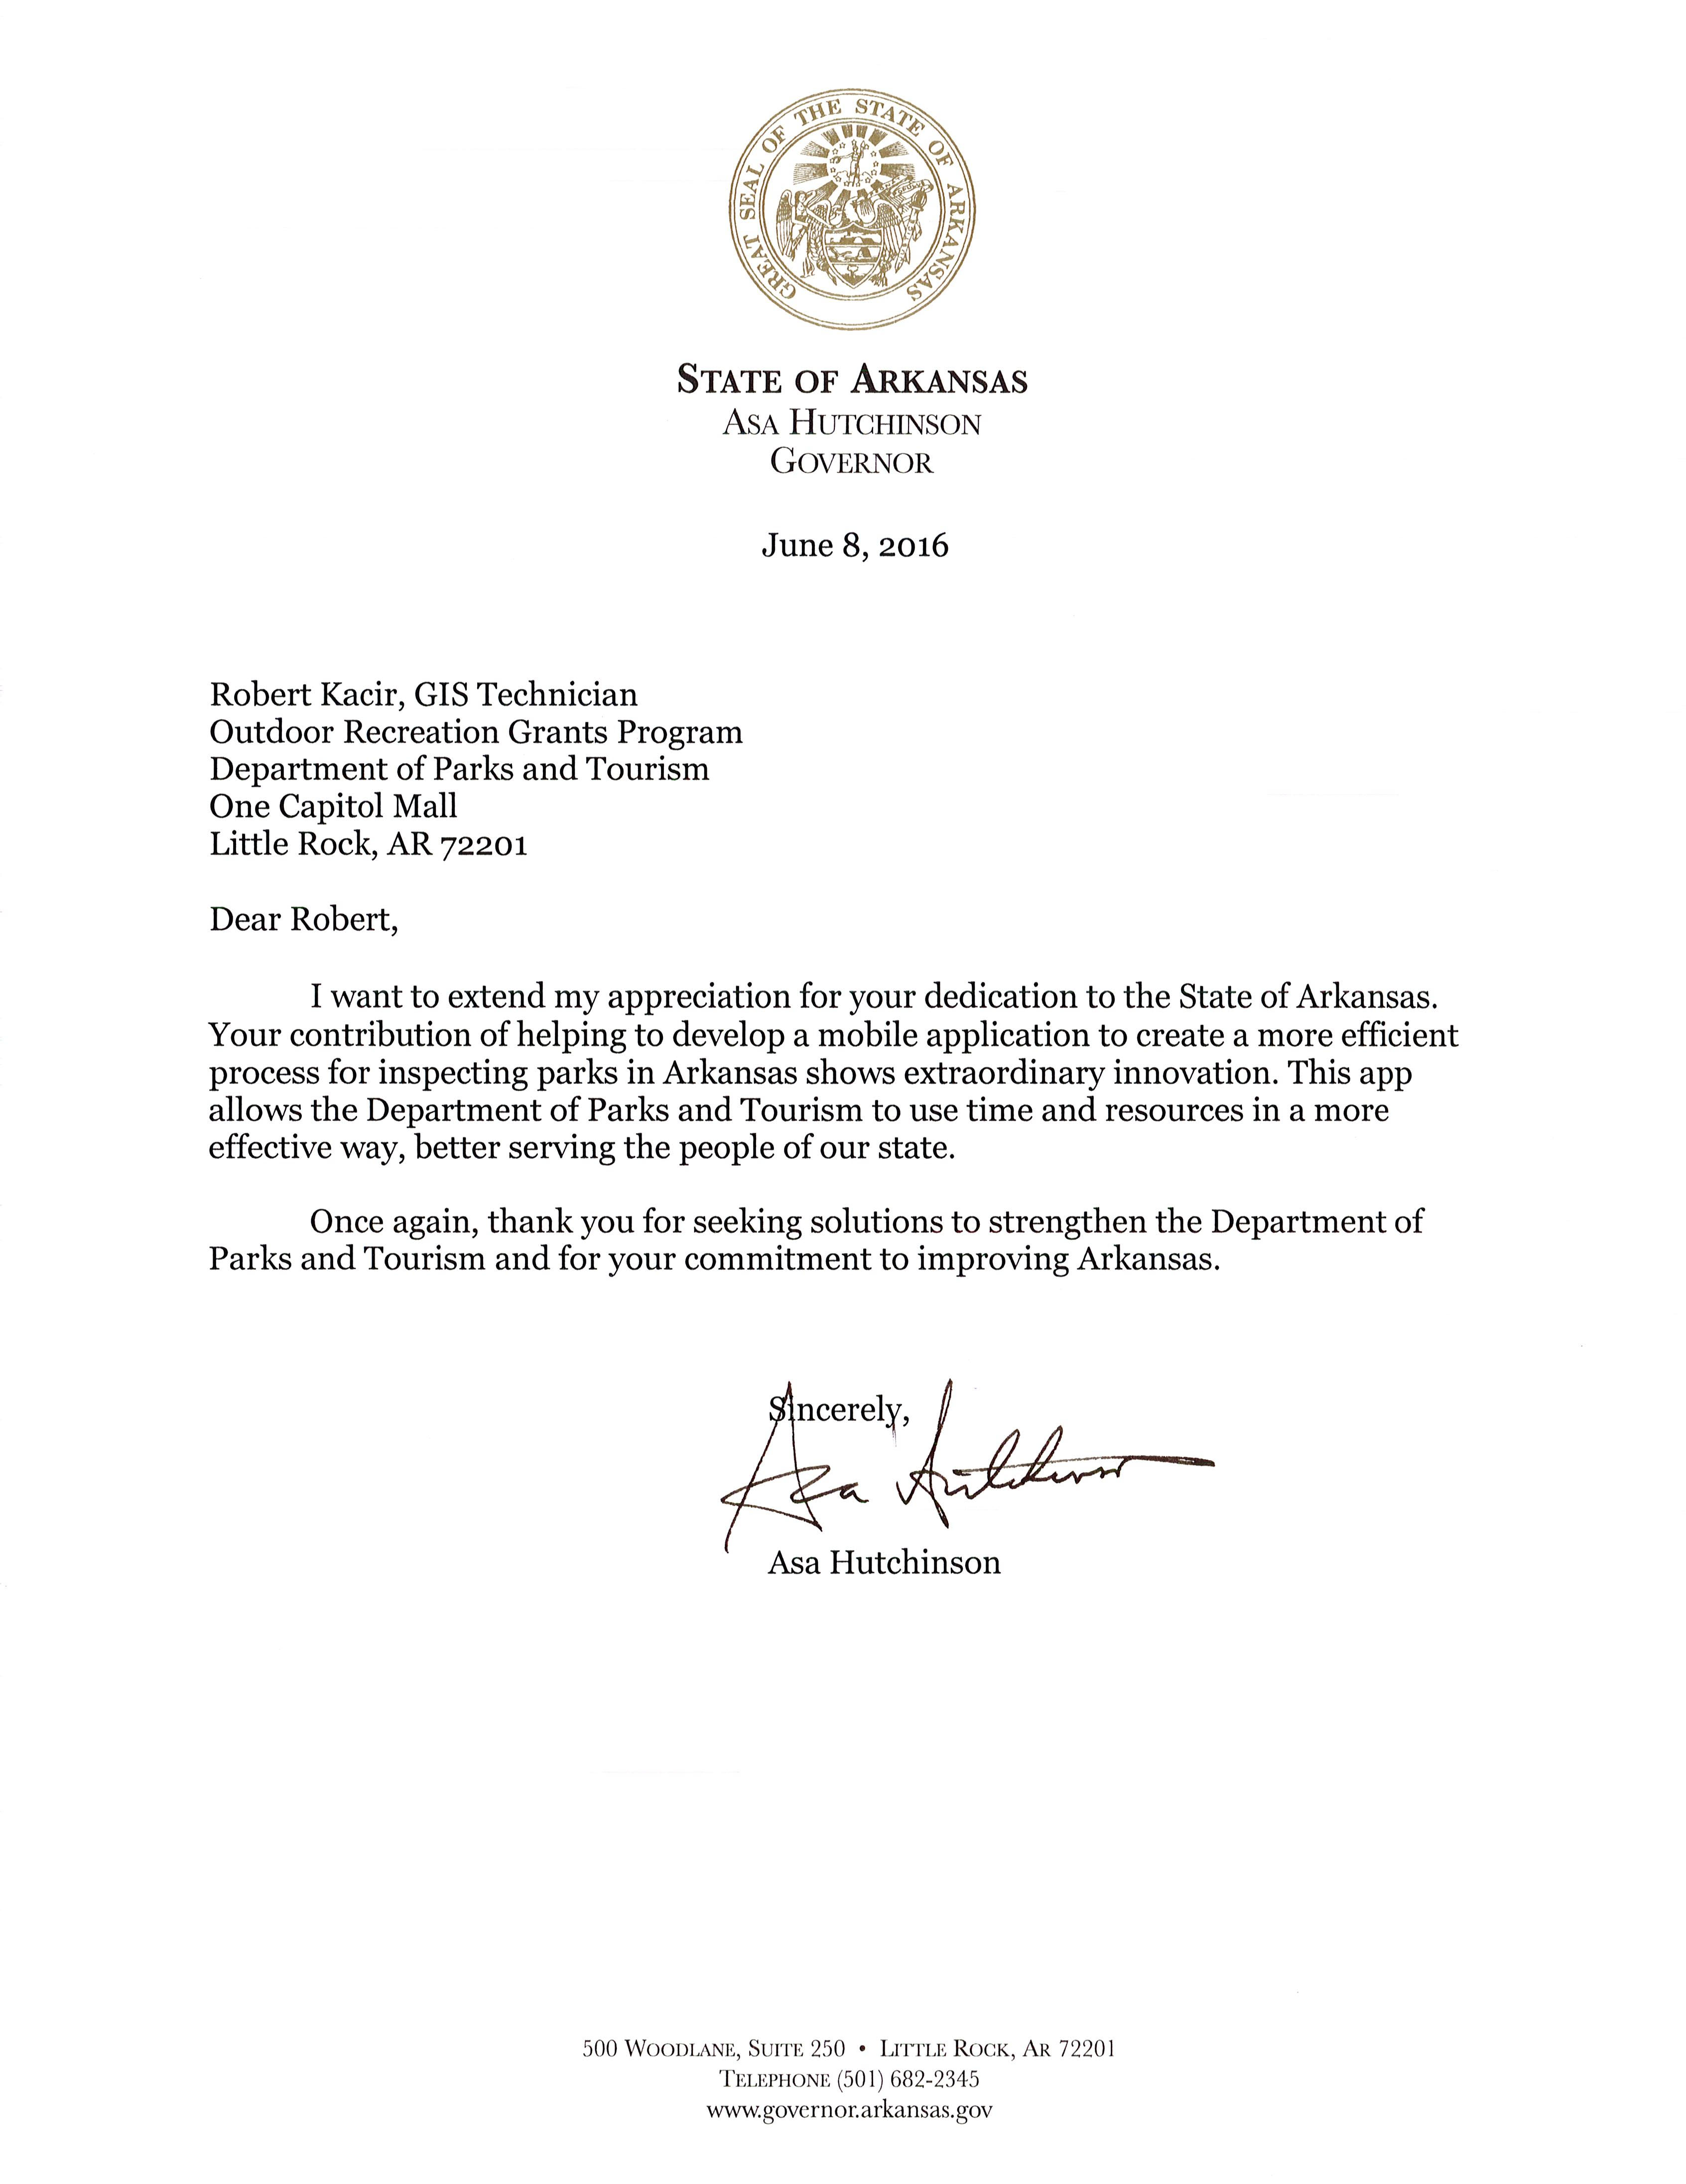 GREAT SEAL OF THE STATE OF ARKANSAS
STATE OF ARKANSAS
ASA HUTCHINSON
GOVERNOR
June 8, 2016
Robert Kacir, GIS Technician
Outdoor Recreation Grants Program
Department of Parks and Tourism
One Capitol Mall
Little Rock, AR 72201
Dear Robert,
I want to extend my appreciation for your dedication to the State of Arkansas.
Your contribution of helping to develop a mobile application to create a more efficient
process for inspecting parks in Arkansas shows extraordinary innovation. This app
allows the Department of Parks and Tourism to use time and resources in a more
effective way, better serving the people of our state.
Once again, thank you for seeking solutions to strengthen the Department of
Parks and Tourism and for your commitment to improving Arkansas.
Sincerely,
Asa Hutchinson
Asa Hutchinson
500 WOODLANE, SUITE 250 • LITTLE ROCK, AR 72201
TELEPHONE (501) 682-2345
www.governor.arkansas.gov